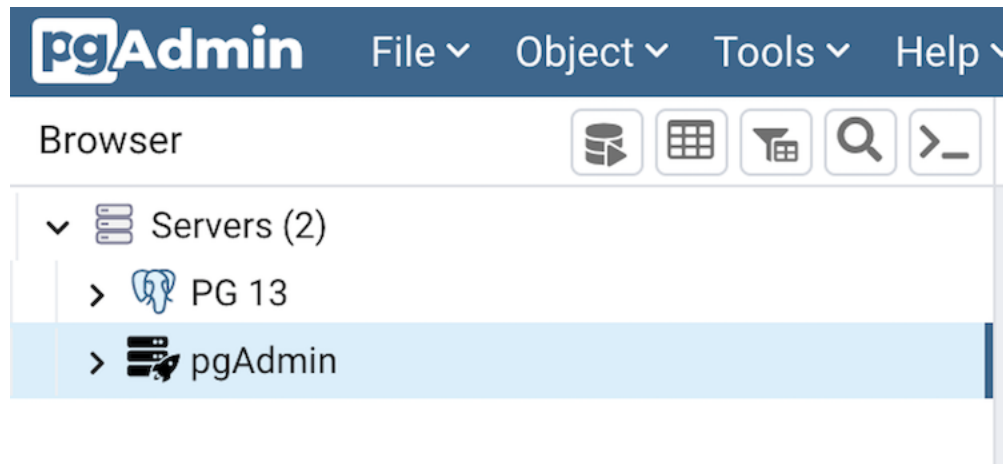 pgAdmin File Object Tools Help
Browser
Servers (2)
PG 13
pgAdmin